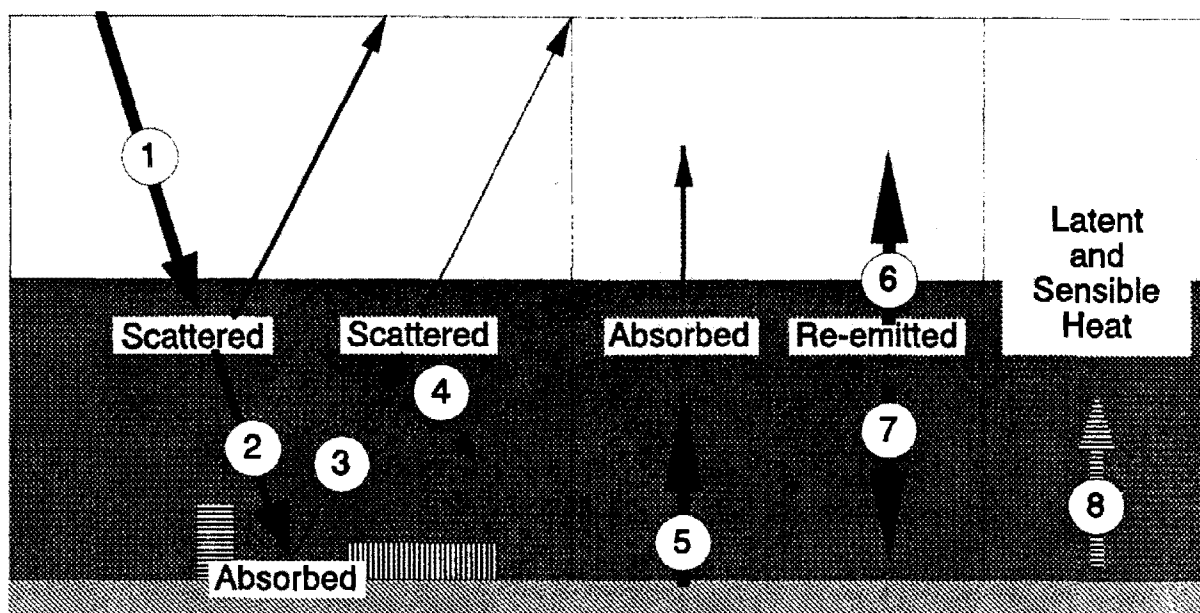 1
Latent
and
Sensible
Heat
6
Scattered
Scattered
Absorbed
Re-emitted
4
2
3
7
8
5
Absorbed